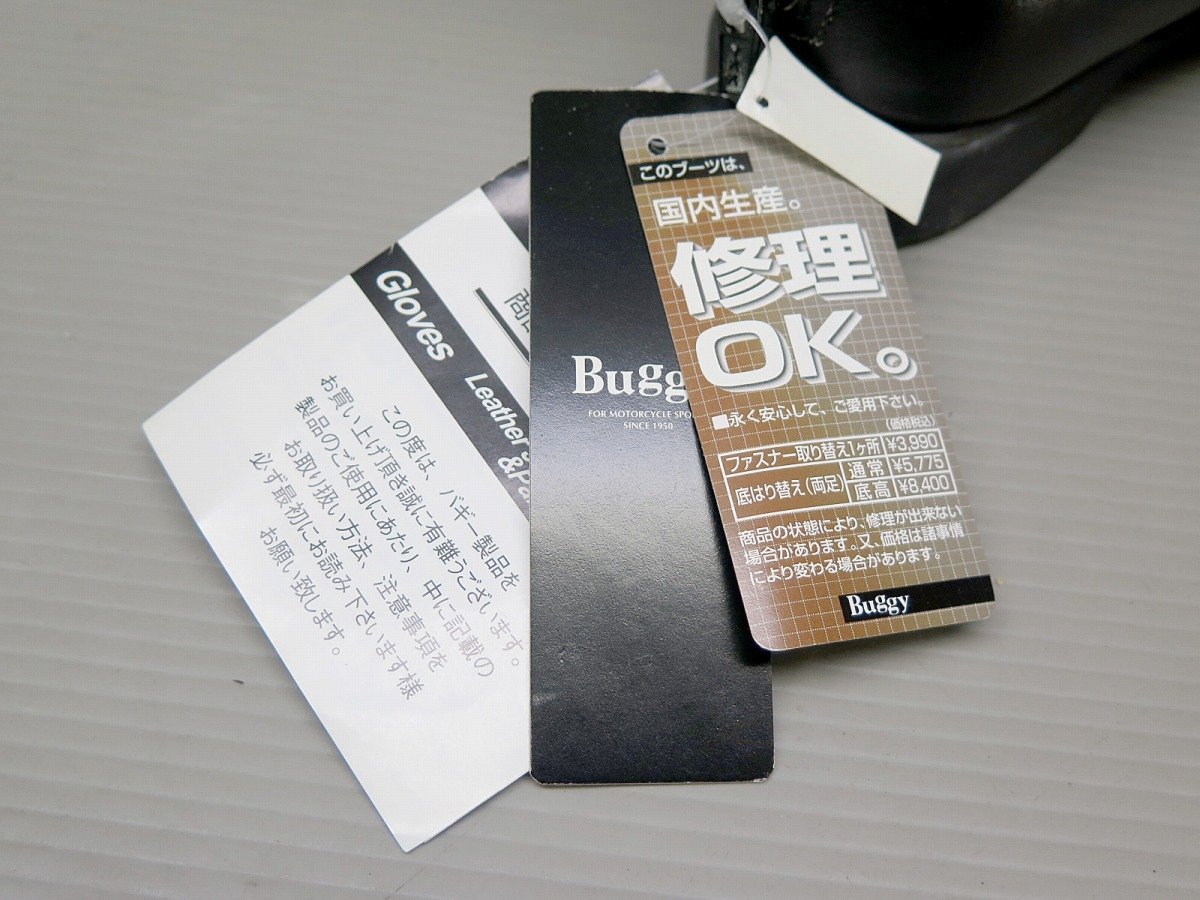 Gloves
Leather
この度は、バギー製品を
お買い上げ頂き誠に有難うございます。
製品のご使用にあたり、中に記載の
お取り扱い方法、注意事項を
必ず最初にお読み下さいます様
お願い致します。
Buggy
FOR MOTORCYCLE
SINCE 1950
このブーツは、
国内生産。
修理
OK。
■永く安心して、ご愛用下さい。
(価格税込)
ファスナー取り替え1ヶ所 ¥3,990
底はり替え(両足) 通常 ¥5,775
底高 ¥8,400
商品の状態により、修理が出来ない
場合があります。又、価格は諸事情
により変わる場合があります。
Buggy